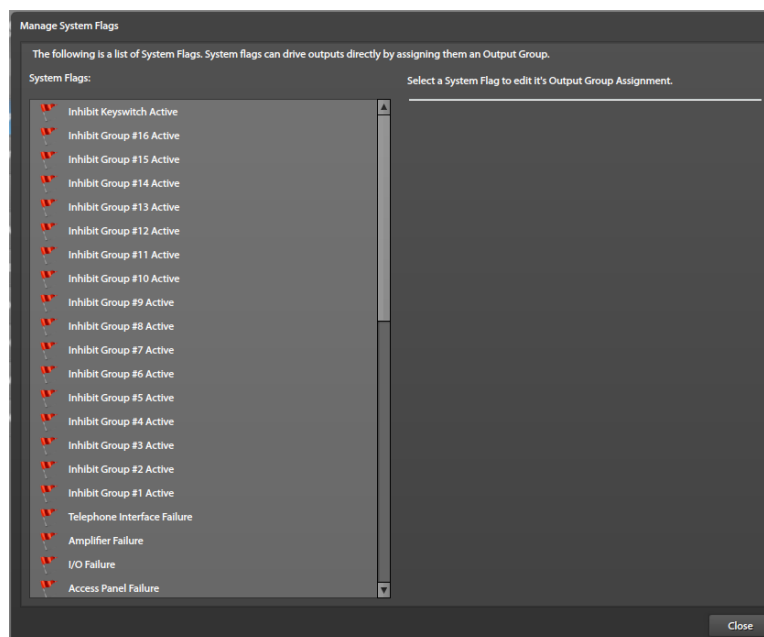 Manage System Flags
The following is a list of System Flags. System flags can drive outputs directly by assigning them an Output Group.
System Flags:
Select a System Flag to edit it's Output Group Assignment.
Inhibit Keyswitch Active
Inhibit Group #16 Active
Inhibit Group #15 Active
Inhibit Group #14 Active
Inhibit Group #13 Active
Inhibit Group #12 Active
Inhibit Group #11 Active
Inhibit Group #10 Active
Inhibit Group #9 Active
Inhibit Group #8 Active
Inhibit Group #7 Active
Inhibit Group #6 Active
Inhibit Group #5 Active
Inhibit Group #4 Active
Inhibit Group #3 Active
Inhibit Group #2 Active
Inhibit Group #1 Active
Telephone Interface Failure
Amplifier Failure
I/O Failure
Access Panel Failure
Close